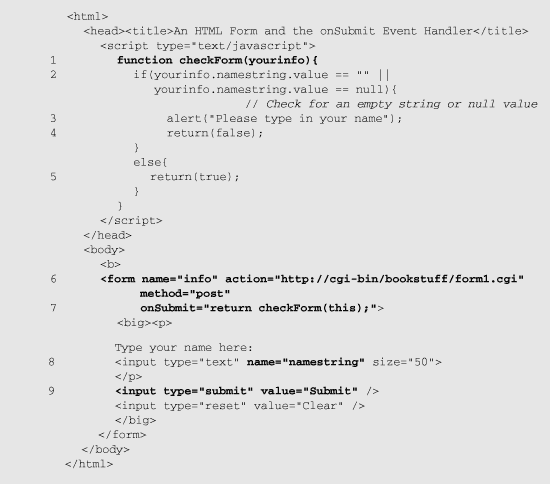 <html>
<head><title>An HTML Form and the onSubmit Event Handler</title>
<script type="text/javascript">
1 function checkForm(yourinfo){
2 if(yourinfo.namestring.value == "" ||
yourinfo.namestring.value == null){
// Check for an empty string or null value
3 alert("Please type in your name");
4 return(false);
}
else{
5 return(true);
}
}
</script>
</head>
<body>
<b>
6 <form name="info" action="http://cgi-bin/bookstuff/form1.cgi"
method="post"
7 onSubmit="return checkForm(this);">
<big><p>
Type your name here:
8 <input type="text" name="namestring" size="50">
</p>
9 <input type="submit" value="Submit" />
<input type="reset" value="Clear" />
</big>
</form>
</body>
</html>